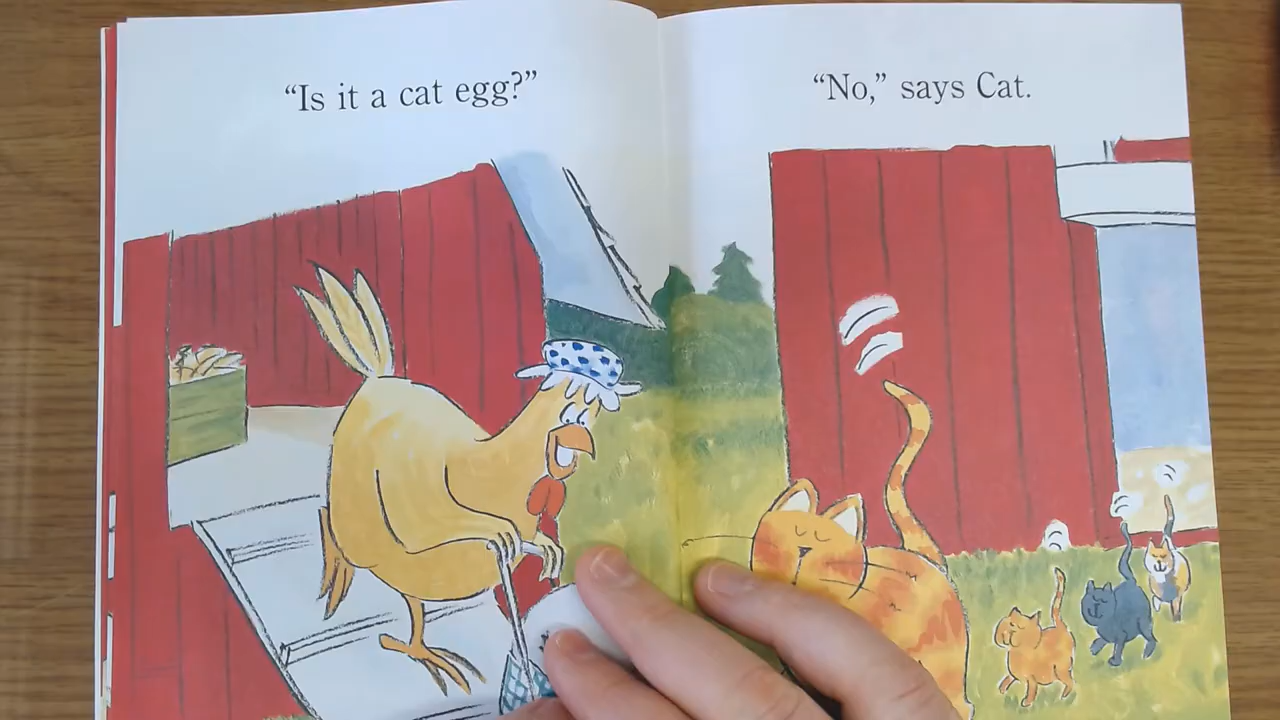 “Is it a cat egg?”
“No,” says Cat.